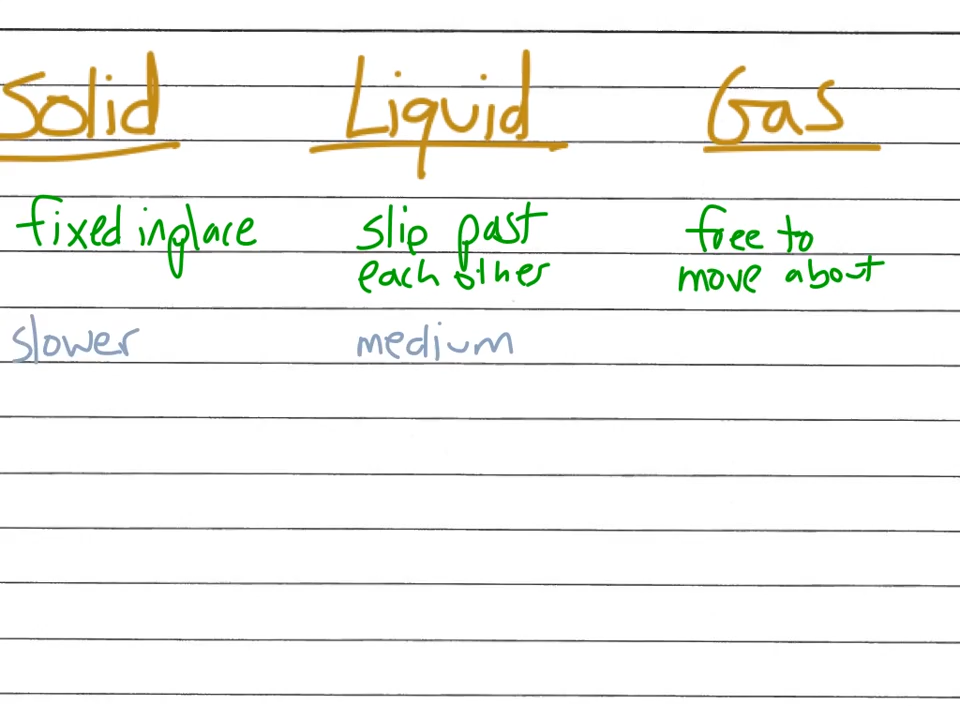 Solid Liquid Gas
fixed inplace slip past free to
each other move about
slower medium